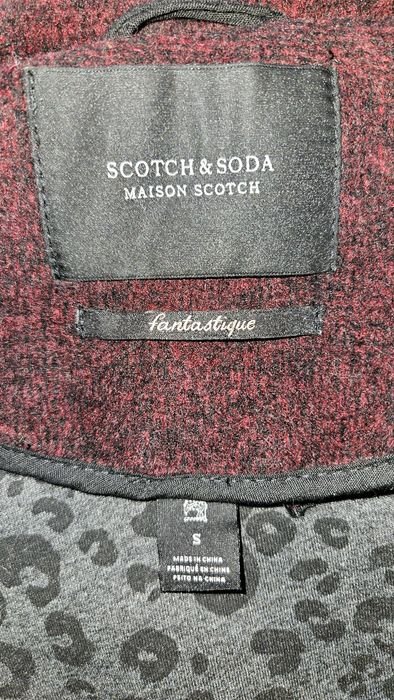 SCOTCH & SODA
MAISON SCOTCH
fantastique
S
MADE IN CHINA
FABRIQUÉ EN CHINE
FEITO NA CHINA